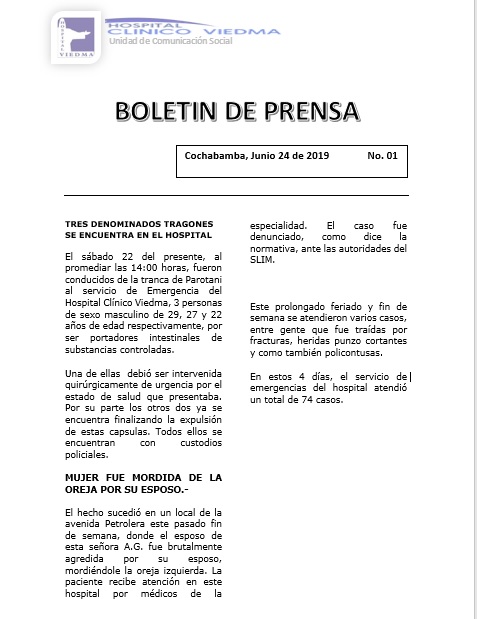 HOSPITAL
CLINICO VIEDMA
Unidad de Comunicación Social
HOSPITAL
VIEDMA
BOLETIN DE PRENSA
Cochabamba, Junio 24 de 2019 No. 01
TRES DENOMINADOS TRAGONES
SE ENCUENTRA EN EL HOSPITAL
El sábado 22 del presente, al
promediar las 14:00 horas, fueron
conducidos de la tranca de Parotani
al servicio de Emergencia del
Hospital Clínico Viedma, 3 personas
de sexo masculino de 29, 27 y 22
años de edad respectivamente, por
ser portadores intestinales de
substancias controladas.
Una de ellas debió ser intervenida
quirúrgicamente de urgencia por el
estado de salud que presentaba.
Por su parte los otros dos ya se
encuentra finalizando la expulsión
de estas capsulas. Todos ellos se
encuentran con custodios
policiales.
MUJER FUE MORDIDA DE LA
OREJA POR SU ESPOSO.-
El hecho sucedió en un local de la
avenida Petrolera este pasado fin
de semana, donde el esposo de
esta señora A.G. fue brutalmente
agredida por su esposo,
mordiéndole la oreja izquierda. La
paciente recibe atención en este
hospital por médicos de la
especialidad. El caso fue
denunciado, como dice la
normativa, ante las autoridades del
SLIM.
Este prolongado feriado y fin de
semana se atendieron varios casos,
entre gente que fue traídas por
fracturas, heridas punzo cortantes
y como también policontusas.
En estos 4 días, el servicio de
emergencias del hospital atendió
un total de 74 casos.